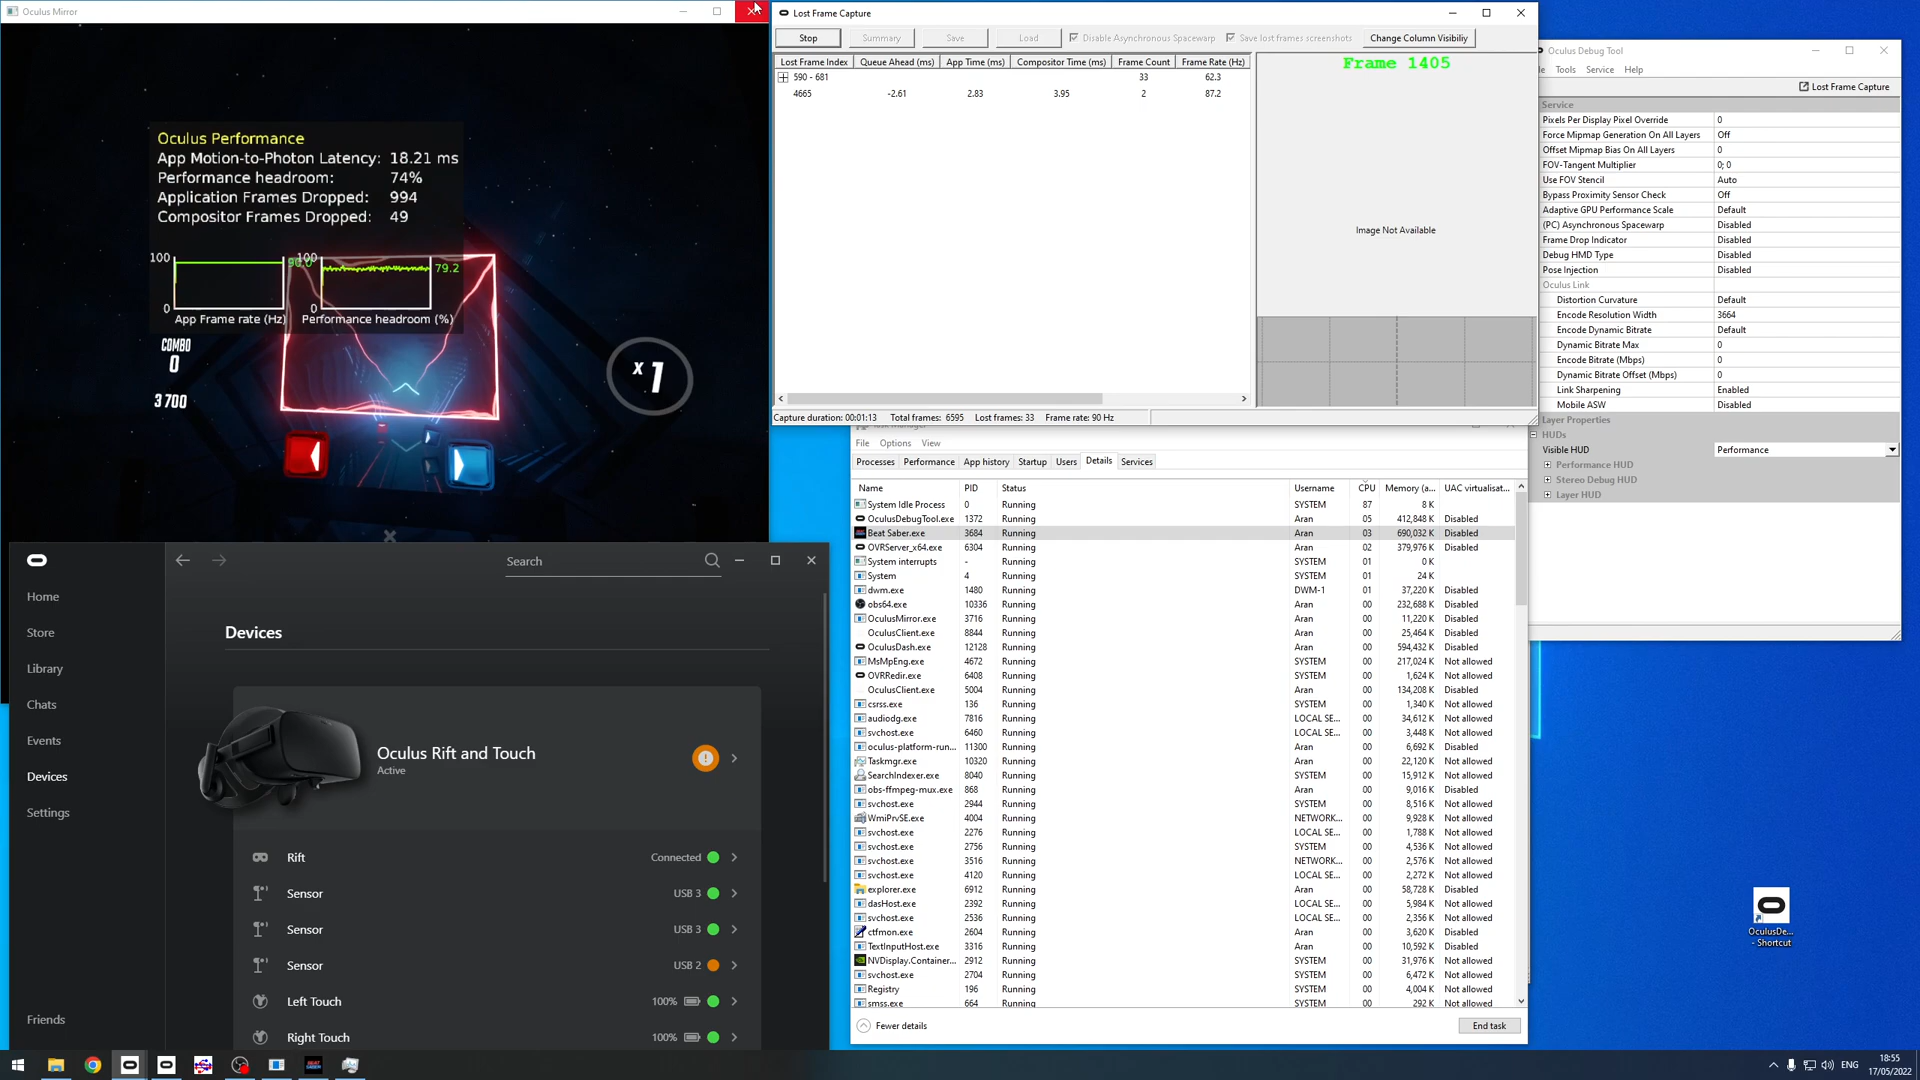 Oculus Mirror
Oculus Performance
App Motion-to-Photon Latency: 18.21 ms
Performance headroom: 74%
Application Frames Dropped: 994
Compositor Frames Dropped: 49
100
90.0
0
App Frame rate (Hz)
100
79.2
0
Performance headroom (%)
COMBO
0
3 700
x 1
Lost Frame Capture
Stop Summary Save Load Disable Asynchronous Spacewarp Save lost frames screenshots Change Column Visibiliy
Lost Frame Index Queue Ahead (ms) App Time (ms) Compositor Time (ms) Frame Count Frame Rate (Hz)
590 - 681 33 62.3
4665 -2.61 2.83 3.95 2 87.2
Frame 1405
Image Not Available
Capture duration: 00:01:13 Total frames: 6595 Lost frames: 33 Frame rate: 90 Hz
Oculus Debug Tool
Tools Service Help
Lost Frame Capture
Service
Pixels Per Display Pixel Override 0
Force Mipmap Generation On All Layers Off
Offset Mipmap Bias On All Layers 0
FOV-Tangent Multiplier 0; 0
Use FOV Stencil Auto
Bypass Proximity Sensor Check Off
Adaptive GPU Performance Scale Default
(PC) Asynchronous Spacewarp Disabled
Frame Drop Indicator Disabled
Debug HMD Type Disabled
Pose Injection Disabled
Oculus Link
Distortion Curvature Default
Encode Resolution Width 3664
Encode Dynamic Bitrate Default
Dynamic Bitrate Max 0
Encode Bitrate (Mbps) 0
Dynamic Bitrate Offset (Mbps) 0
Link Sharpening Enabled
Mobile ASW Disabled
Layer Properties
HUDs
Visible HUD Performance
Performance HUD
Stereo Debug HUD
Layer HUD
File Options View
Processes Performance App history Startup Users Details Services
Name PID Status Username CPU Memory (a... UAC virtualisat...
System Idle Process 0 Running SYSTEM 87 8 K
OculusDebugTool.exe 1372 Running Aran 05 412,848 K Disabled
Beat Saber.exe 3684 Running Aran 03 690,032 K Disabled
OVRServer_x64.exe 6304 Running Aran 02 379,976 K Disabled
System interrupts - Running SYSTEM 01 0 K
System 4 Running SYSTEM 01 24 K
dwm.exe 1480 Running DWM-1 01 37,220 K Disabled
obs64.exe 10336 Running Aran 00 232,688 K Disabled
OculusMirror.exe 3716 Running Aran 00 11,220 K Disabled
OculusClient.exe 8844 Running Aran 00 25,464 K Disabled
OculusDash.exe 12128 Running Aran 00 594,432 K Disabled
MsMpEng.exe 4672 Running SYSTEM 00 217,024 K Not allowed
OVRRedir.exe 6408 Running SYSTEM 00 1,624 K Not allowed
OculusClient.exe 5004 Running Aran 00 134,208 K Disabled
csrss.exe 136 Running SYSTEM 00 1,340 K Not allowed
audiodg.exe 7816 Running LOCAL SE... 00 34,612 K Not allowed
svchost.exe 6460 Running LOCAL SE... 00 3,448 K Not allowed
oculus-platform-run... 11300 Running Aran 00 6,692 K Disabled
Taskmgr.exe 10320 Running Aran 00 22,120 K Not allowed
SearchIndexer.exe 8040 Running SYSTEM 00 15,912 K Not allowed
obs-ffmpeg-mux.exe 868 Running Aran 00 9,016 K Disabled
svchost.exe 2944 Running SYSTEM 00 8,516 K Not allowed
WmiPrvSE.exe 4004 Running NETWORK... 00 9,928 K Not allowed
svchost.exe 2276 Running LOCAL SE... 00 1,788 K Not allowed
svchost.exe 2756 Running SYSTEM 00 4,536 K Not allowed
svchost.exe 3516 Running NETWORK... 00 2,576 K Not allowed
svchost.exe 4120 Running LOCAL SE... 00 2,272 K Not allowed
explorer.exe 6912 Running Aran 00 58,728 K Disabled
dasHost.exe 2392 Running LOCAL SE... 00 5,984 K Not allowed
svchost.exe 2536 Running LOCAL SE... 00 2,356 K Not allowed
ctfmon.exe 2604 Running Aran 00 3,620 K Disabled
TextInputHost.exe 3316 Running Aran 00 10,592 K Disabled
NVDisplay.Container... 2912 Running SYSTEM 00 31,976 K Not allowed
svchost.exe 2704 Running SYSTEM 00 6,472 K Not allowed
Registry 196 Running SYSTEM 00 4,004 K Not allowed
smss.exe 664 Running SYSTEM 00 292 K Not allowed
Fewer details End task
Search
Home
Store
Library
Chats
Events
Devices
Settings
Friends
Devices
Oculus Rift and Touch
Active
Rift Connected
Sensor USB 3
Sensor USB 3
Sensor USB 2
Left Touch 100%
Right Touch 100%
OculusDe...
- Shortcut
BEAT SABER
ENG
18:55
17/05/2022